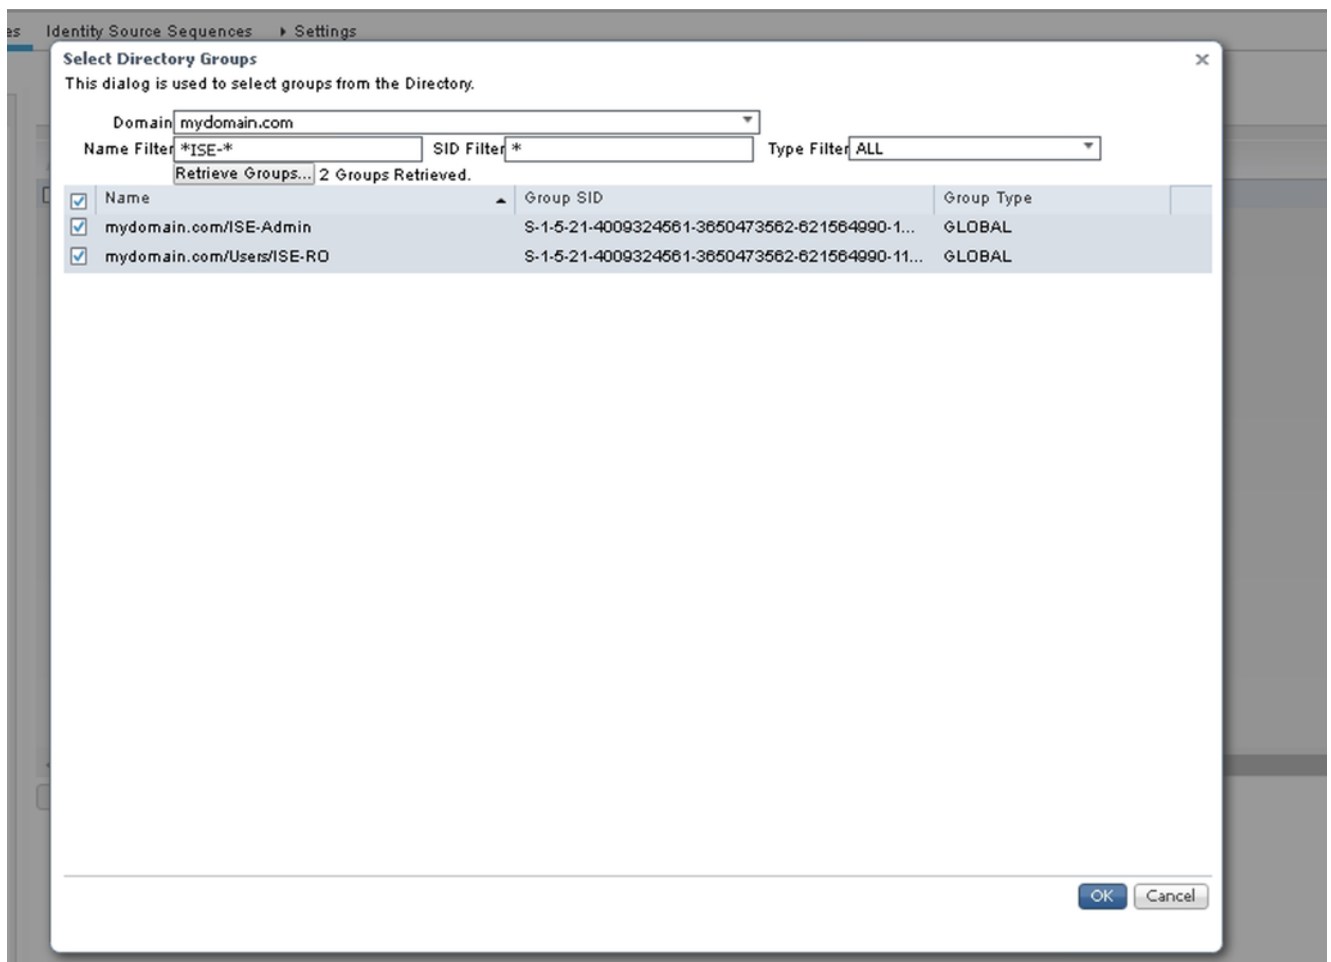 es Identity Source Sequences Settings
Select Directory Groups
This dialog is used to select groups from the Directory.
Domain mydomain.com
Name Filter *ISE-* SID Filter * Type Filter ALL
Retrieve Groups... 2 Groups Retrieved.
Name Group SID Group Type
mydomain.com/ISE-Admin S-1-5-21-4009324561-3650473562-621564990-1... GLOBAL
mydomain.com/Users/ISE-RO S-1-5-21-4009324561-3650473562-621564990-11... GLOBAL
OK Cancel